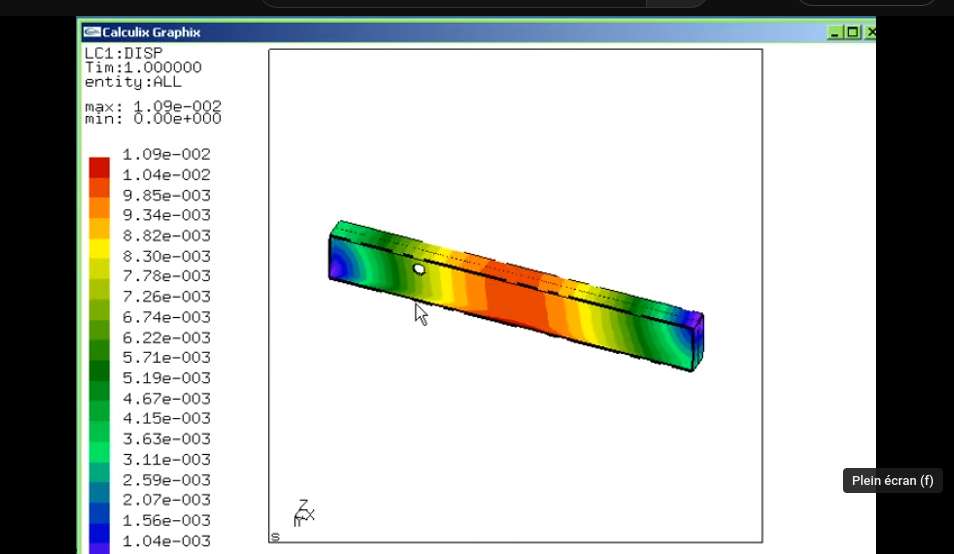 Calculix Graphix
LC1:DISP
Tim:1.000000
entity:ALL
max: 1.09e-002
min: 0.00e+000
1.09e-002
1.04e-002
9.85e-003
9.34e-003
8.82e-003
8.30e-003
7.78e-003
7.26e-003
6.74e-003
6.22e-003
5.71e-003
5.19e-003
4.67e-003
4.15e-003
3.63e-003
3.11e-003
2.59e-003
2.07e-003
1.56e-003
1.04e-003
Plein écran (f)
Z
X
s